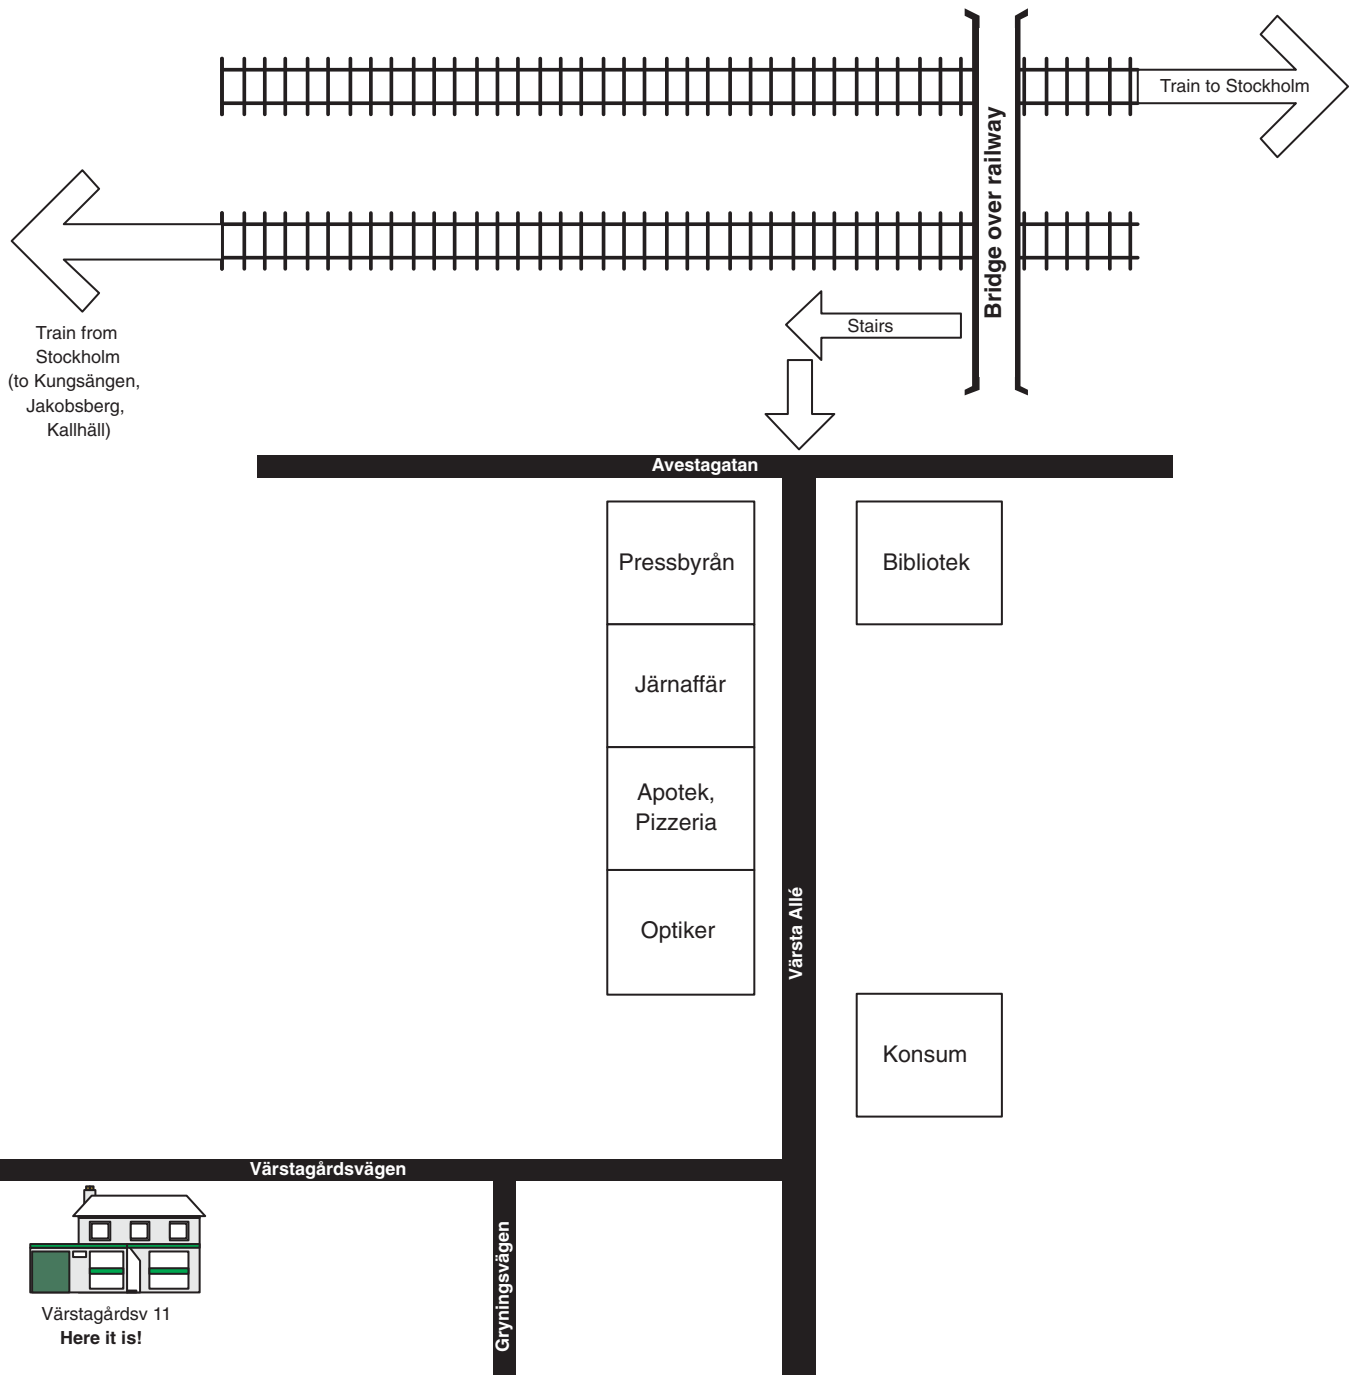 Train to Stockholm
Bridge over railway
Stairs
Train from
Stockholm
(to Kungsängen,
Jakobsberg,
Kallhäll)
Avestagatan
Pressbyrån
Bibliotek
Järnaffär
Apotek,
Pizzeria
Optiker
Värsta Allé
Konsum
Värstagårdsvägen
Gryningsvägen
Värstagårdsv 11
Here it is!